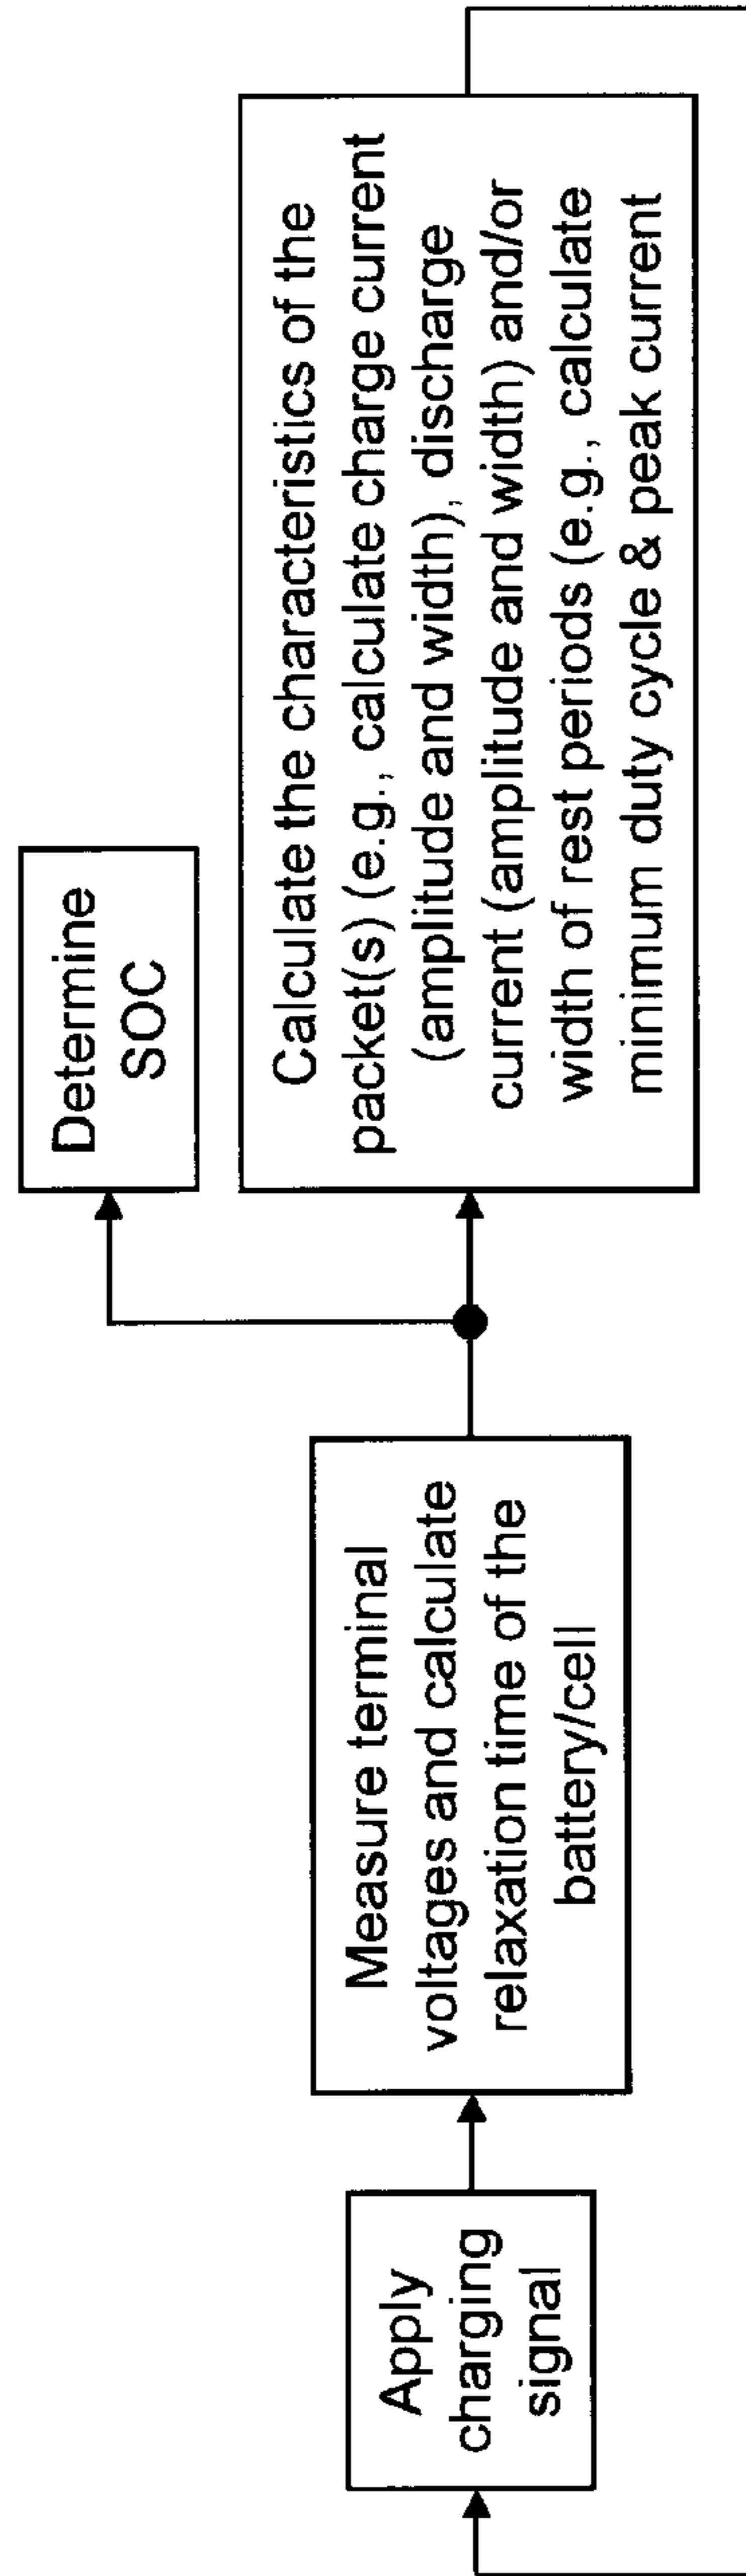 Apply
charging
signal
Measure terminal
voltages and calculate
relaxation time of the
battery/cell
Determine
SOC
Calculate the characteristics of the
packet(s) (e.g., calculate charge current
(amplitude and width), discharge
current (amplitude and width) and/or
width of rest periods (e.g., calculate
minimum duty cycle & peak current